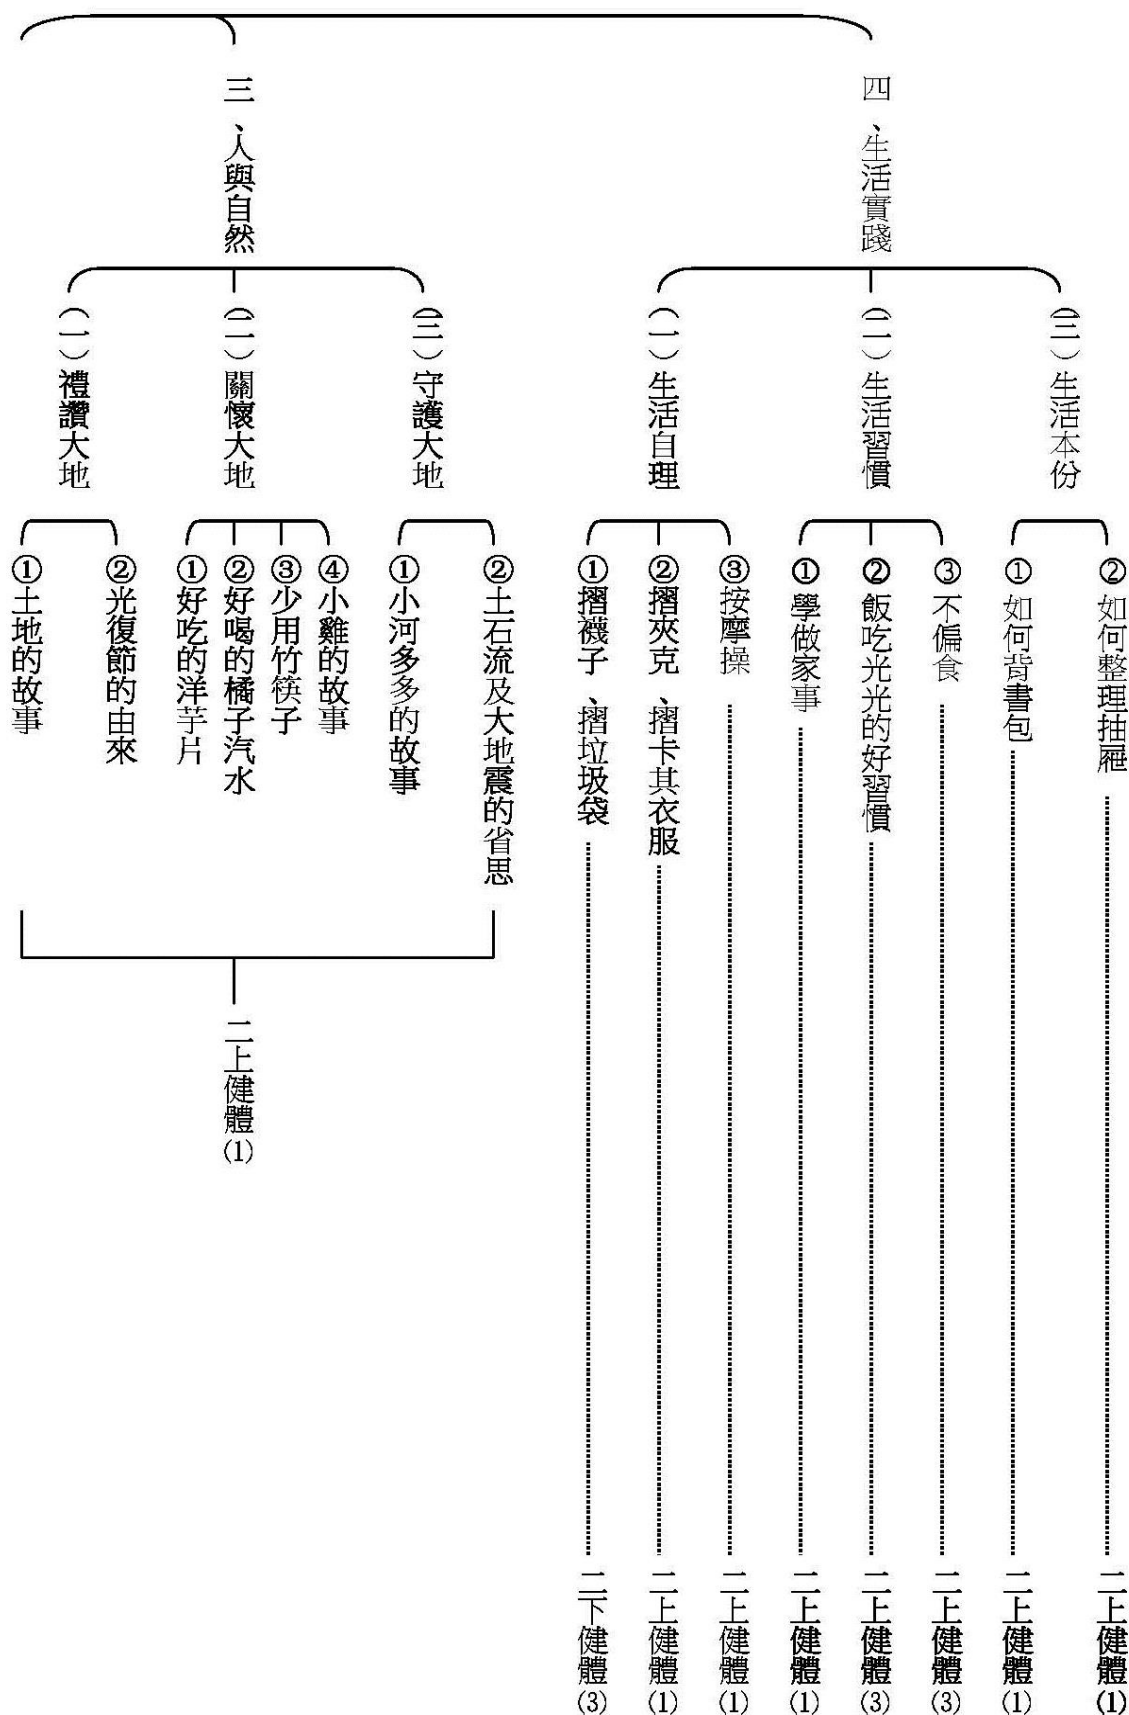 三、人與自然
(一)禮讚大地
①土地的故事
②光復節的由來
(二)關懷大地
①好吃的洋芋片
②好喝的橘子汽水
③少用竹筷子
④小雞的故事
(三)守護大地
①小河多多的故事
②土石流及大地震的省思
二上健體(1)
四、生活實踐
(一)生活自理
①摺襪子、摺垃圾袋
二下健體(3)
②摺夾克、摺卡其衣服
二上健體(1)
③按摩操
二上健體(1)
(二)生活習慣
①學做家事
二上健體(1)
②飯吃光光的好習慣
二上健體(3)
③不偏食
二上健體(3)
(三)生活本份
①如何背書包
二上健體(1)
②如何整理抽屜
二上健體(1)